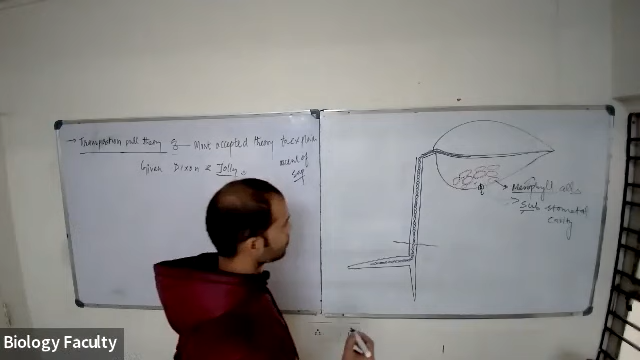 → Transpiration pull theory :— Most accepted theory to explain
ascent of
sap
Given Dixon & Jolly.
→ Mesophyll cells
→ Sub stomatal
cavity
Biology Faculty